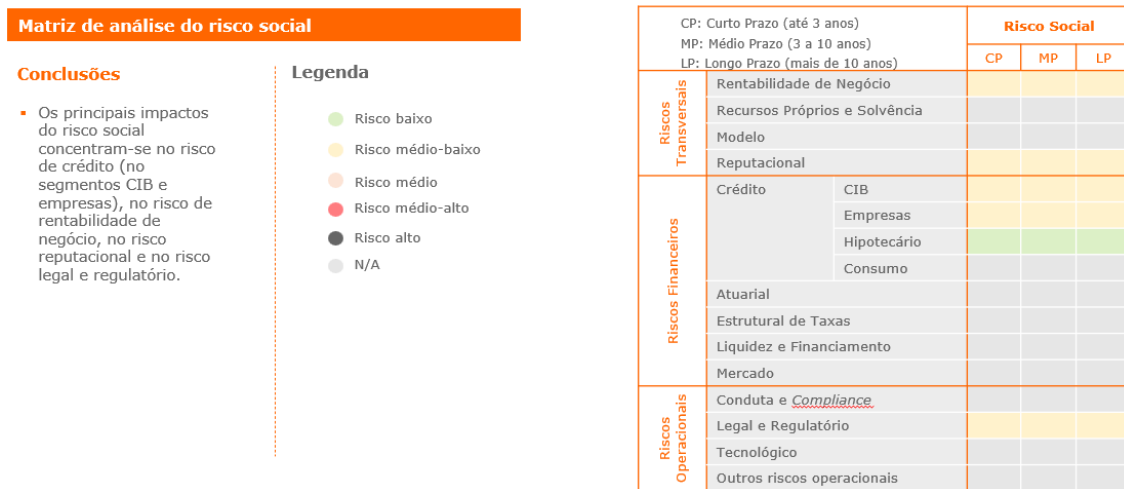 Matriz de análise do risco social
Conclusões
▪ Os principais impactos
do risco social
concentram-se no risco
de crédito (no
segmentos CIB e
empresas), no risco de
rentabilidade de
negócio, no risco
reputacional e no risco
legal e regulatório.
Legenda
Risco baixo
Risco médio-baixo
Risco médio
Risco médio-alto
Risco alto
N/A
CP: Curto Prazo (até 3 anos)
MP: Médio Prazo (3 a 10 anos)
LP: Longo Prazo (mais de 10 anos)
Risco Social
CP MP LP
Riscos
Transversais
Rentabilidade de Negócio
Recursos Próprios e Solvência
Modelo
Reputacional
Riscos Financeiros
Crédito
CIB
Empresas
Hipotecário
Consumo
Atuarial
Estrutural de Taxas
Liquidez e Financiamento
Mercado
Riscos
Operacionais
Conduta e Compliance
Legal e Regulatório
Tecnológico
Outros riscos operacionais